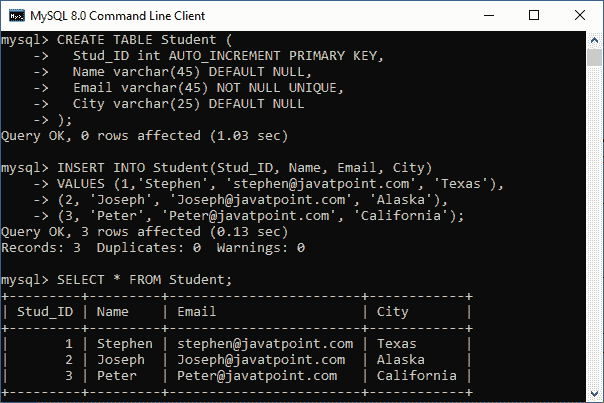 MySQL 8.0 Command Line Client
mysql> CREATE TABLE Student (
    ->   Stud_ID int AUTO_INCREMENT PRIMARY KEY,
    ->   Name varchar(45) DEFAULT NULL,
    ->   Email varchar(45) NOT NULL UNIQUE,
    ->   City varchar(25) DEFAULT NULL
    -> );
Query OK, 0 rows affected (1.03 sec)
mysql> INSERT INTO Student(Stud_ID, Name, Email, City)
    -> VALUES (1,'Stephen', 'stephen@javatpoint.com', 'Texas'),
    -> (2, 'Joseph', 'Joseph@javatpoint.com', 'Alaska'),
    -> (3, 'Peter', 'Peter@javatpoint.com', 'California');
Query OK, 3 rows affected (0.13 sec)
Records: 3  Duplicates: 0  Warnings: 0
mysql> SELECT * FROM Student;
+---------+---------+------------------------+------------+
| Stud_ID | Name    | Email                  | City       |
+---------+---------+------------------------+------------+
|       1 | Stephen | stephen@javatpoint.com | Texas      |
|       2 | Joseph  | Joseph@javatpoint.com  | Alaska     |
|       3 | Peter   | Peter@javatpoint.com   | California |
+---------+---------+------------------------+------------+